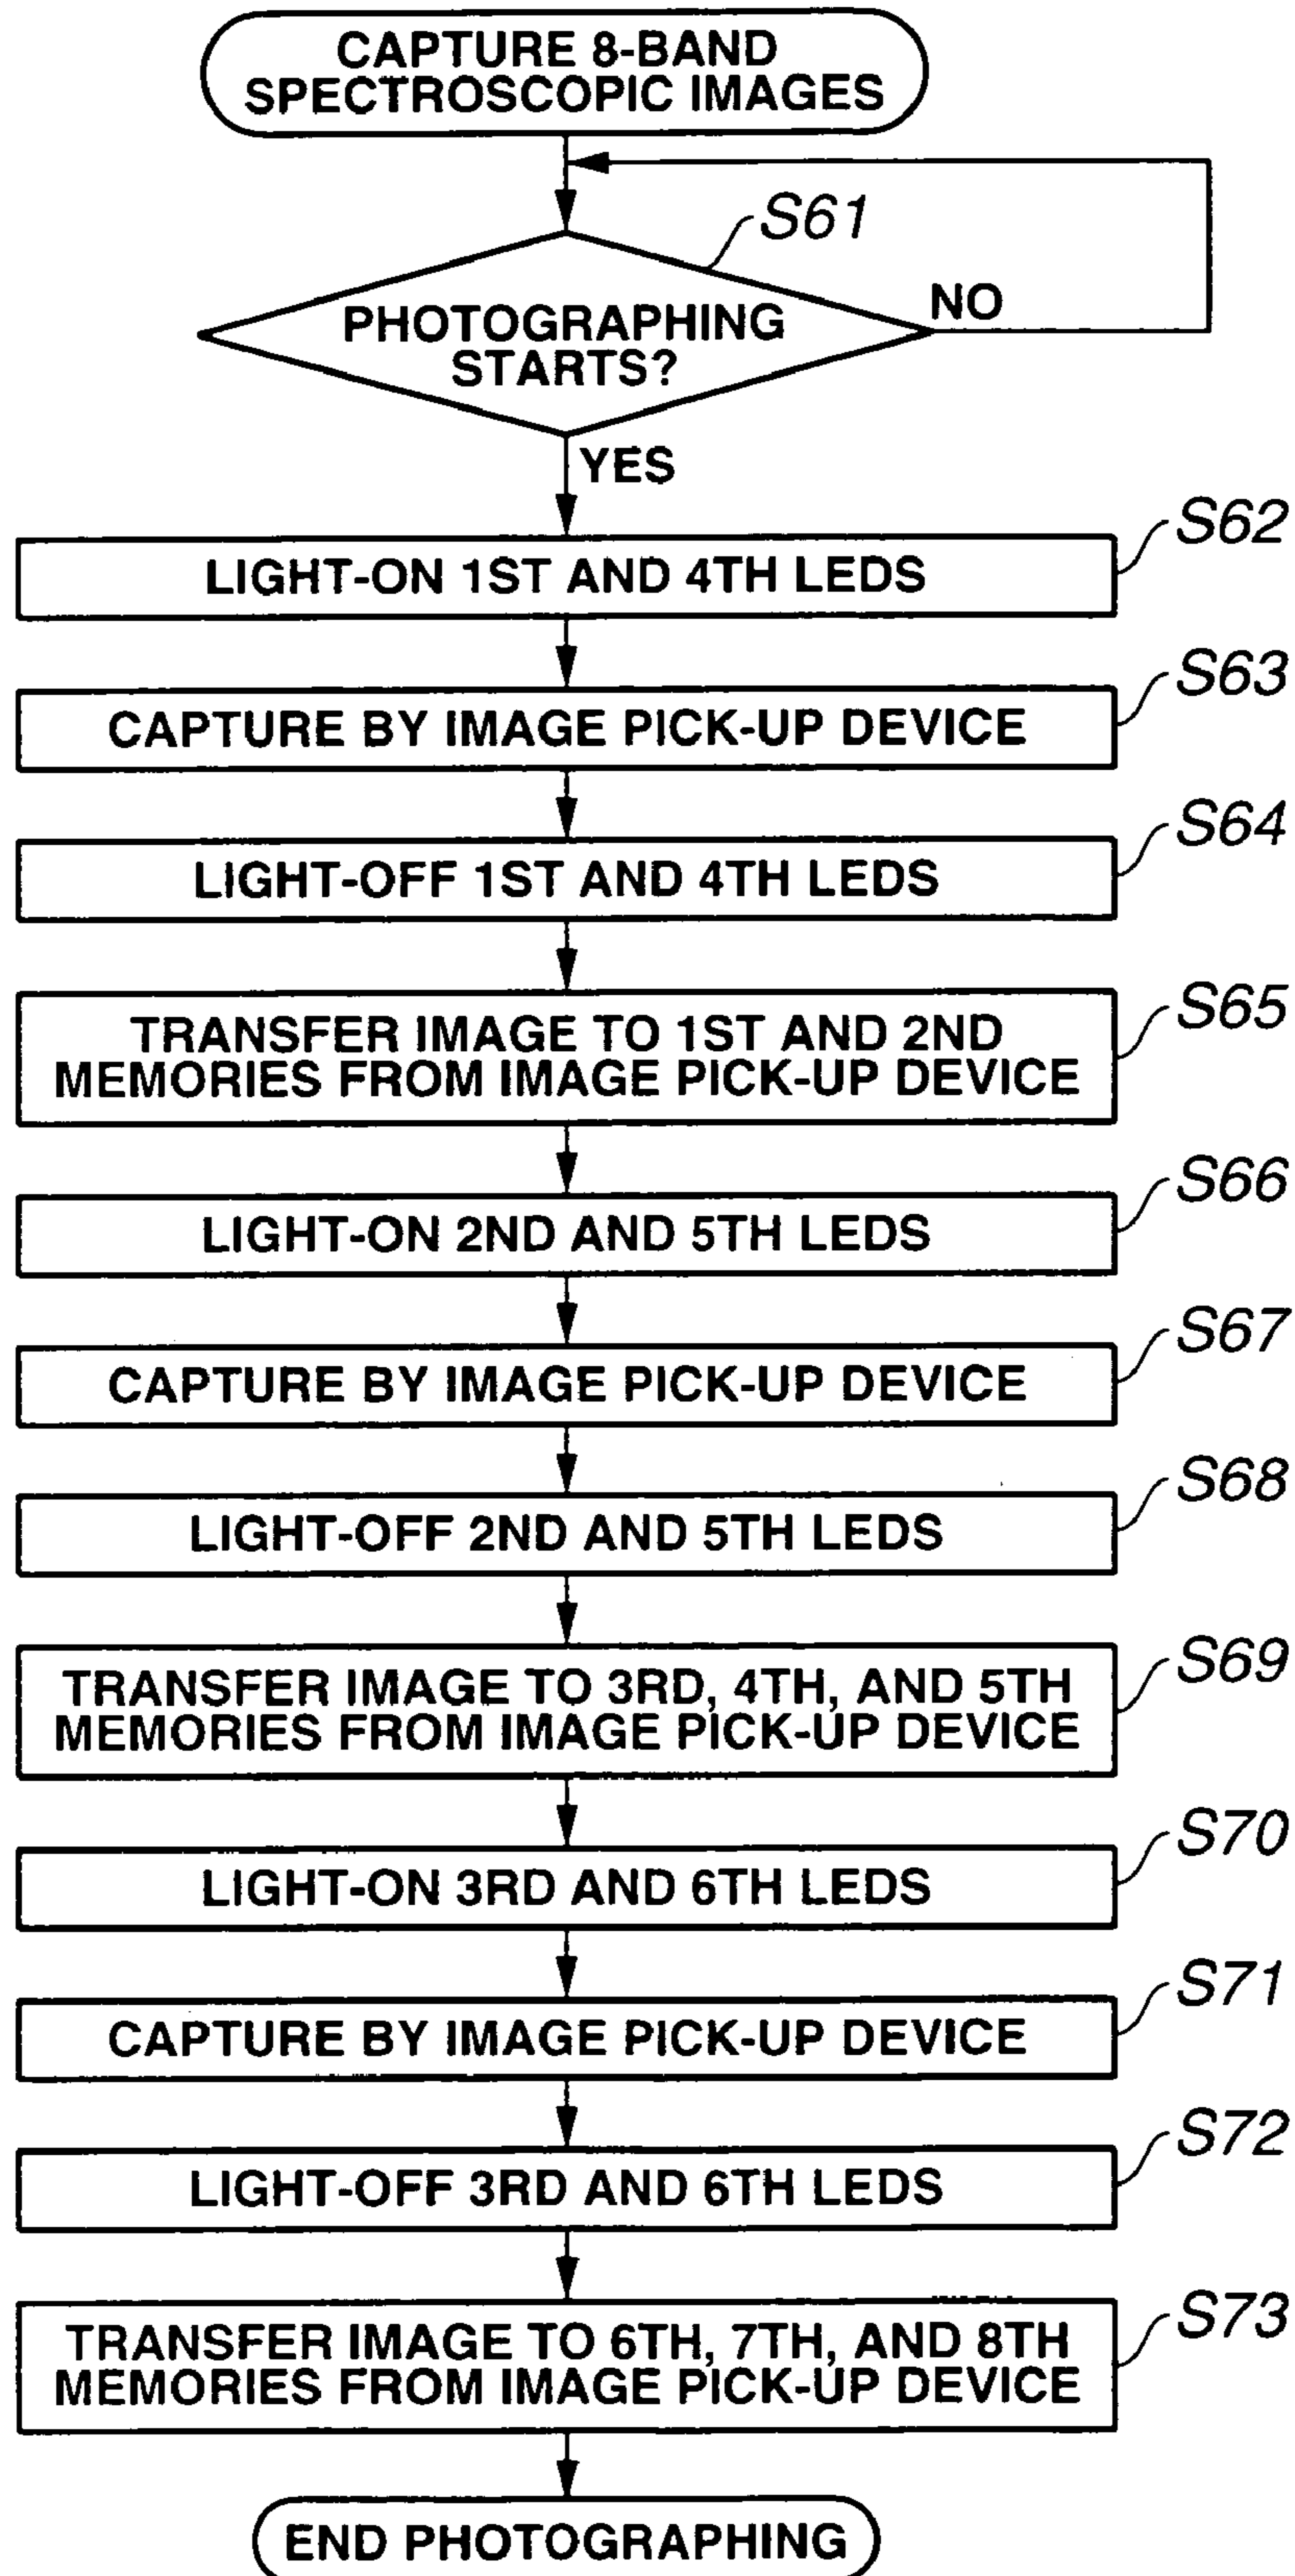 CAPTURE 8-BAND
SPECTROSCOPIC IMAGES
S61
PHOTOGRAPHING
STARTS?
NO
YES
S62
LIGHT-ON 1ST AND 4TH LEDS
S63
CAPTURE BY IMAGE PICK-UP DEVICE
S64
LIGHT-OFF 1ST AND 4TH LEDS
S65
TRANSFER IMAGE TO 1ST AND 2ND
MEMORIES FROM IMAGE PICK-UP DEVICE
S66
LIGHT-ON 2ND AND 5TH LEDS
S67
CAPTURE BY IMAGE PICK-UP DEVICE
S68
LIGHT-OFF 2ND AND 5TH LEDS
S69
TRANSFER IMAGE TO 3RD, 4TH, AND 5TH
MEMORIES FROM IMAGE PICK-UP DEVICE
S70
LIGHT-ON 3RD AND 6TH LEDS
S71
CAPTURE BY IMAGE PICK-UP DEVICE
S72
LIGHT-OFF 3RD AND 6TH LEDS
S73
TRANSFER IMAGE TO 6TH, 7TH, AND 8TH
MEMORIES FROM IMAGE PICK-UP DEVICE
END PHOTOGRAPHING